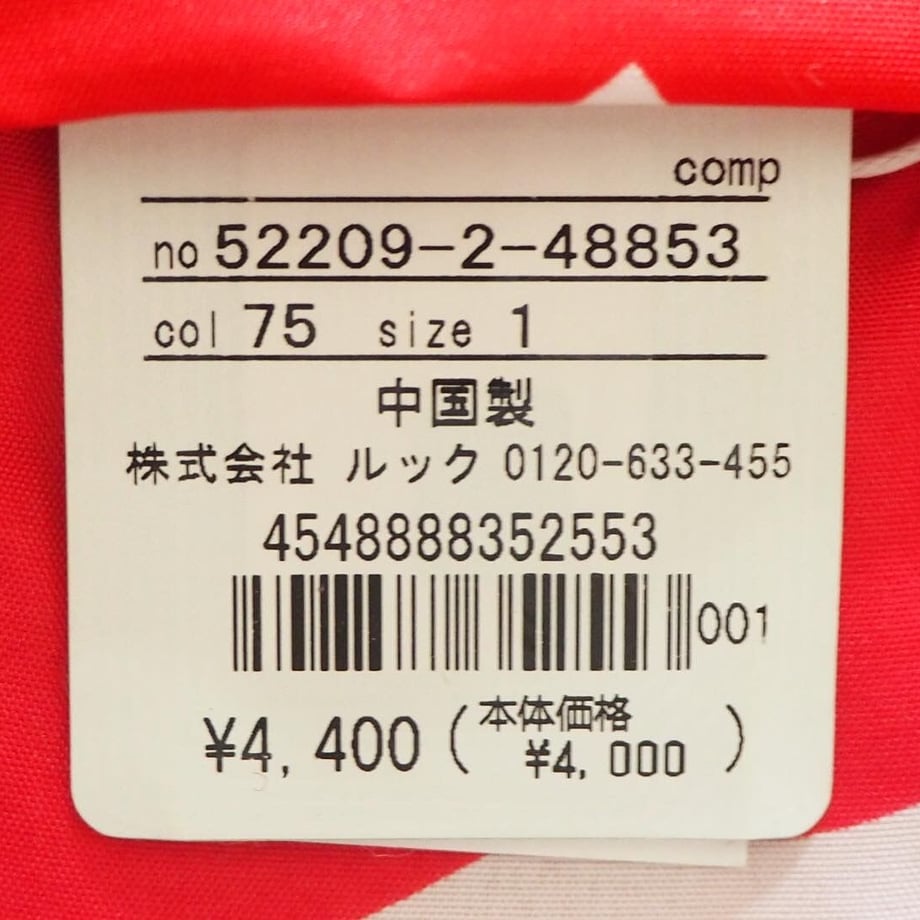 comp
no 52209-2-48853
col 75 size 1
中国製
株式会社 ルック 0120-633-455
4548888352553
001
¥4,400(本体価格
¥4,000)